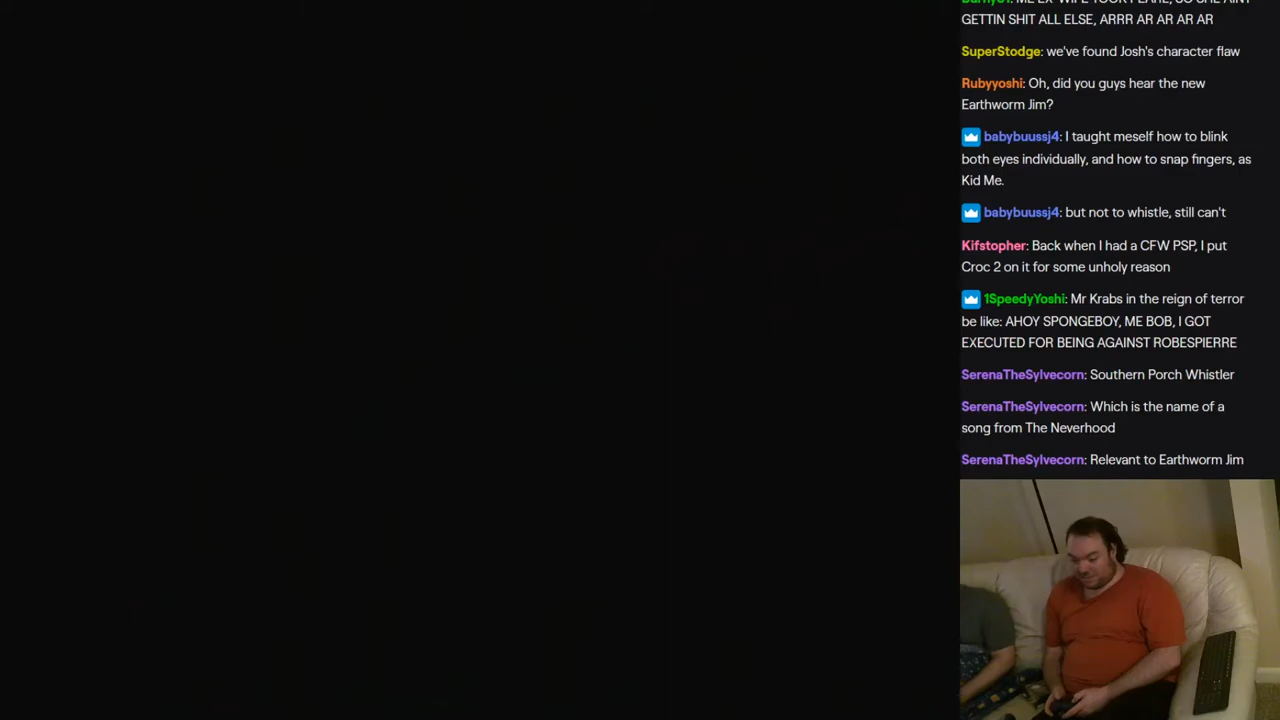 GETTIN SHIT ALL ELSE, ARRR AR AR AR AR
SuperStodge: we've found Josh's character flaw
Rubyyoshi: Oh, did you guys hear the new
Earthworm Jim?
babybuussj4: I taught meself how to blink
both eyes individually, and how to snap fingers, as
Kid Me.
babybuussj4: but not to whistle, still can't
Kifstopher: Back when I had a CFW PSP, I put
Croc 2 on it for some unholy reason
1SpeedyYoshi: Mr Krabs in the reign of terror
be like: AHOY SPONGEBOY, ME BOB, I GOT
EXECUTED FOR BEING AGAINST ROBESPIERRE
SerenaTheSylvecorn: Southern Porch Whistler
SerenaTheSylvecorn: Which is the name of a
song from The Neverhood
SerenaTheSylvecorn: Relevant to Earthworm Jim